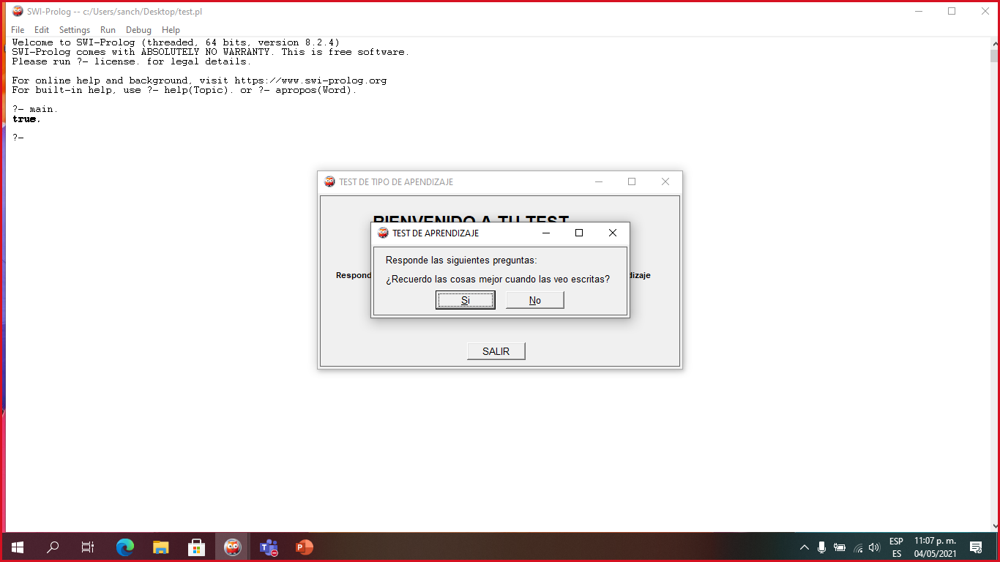 SWI-Prolog -- c:/Users/sanch/Desktop/test.pl
File Edit Settings Run Debug Help
Welcome to SWI-Prolog (threaded, 64 bits, version 8.2.4)
SWI-Prolog comes with ABSOLUTELY NO WARRANTY. This is free software.
Please run ?- license. for legal details.
For online help and background, visit https://www.swi-prolog.org
For built-in help, use ?- help(Topic). or ?- apropos(Word).
?- main.
true.
?-
TEST DE TIPO DE APENDIZAJE
BIENVENIDO A TU TEST
TEST DE APRENDIZAJE
Responde las siguientes preguntas:
Respond
dizaje
¿Recuerdo las cosas mejor cuando las veo escritas?
Si No
SALIR
ESP
ES
11:07 p. m.
04/05/2021